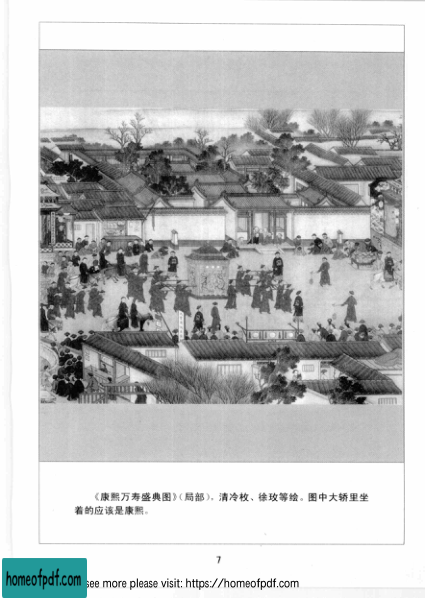 《康熙万寿盛典图》(局部)。清冷枚、徐玫等绘。图中大轿里坐
着的应该是康熙。
7
homeofpdf.com
see more please visit: https://homeofpdf.com